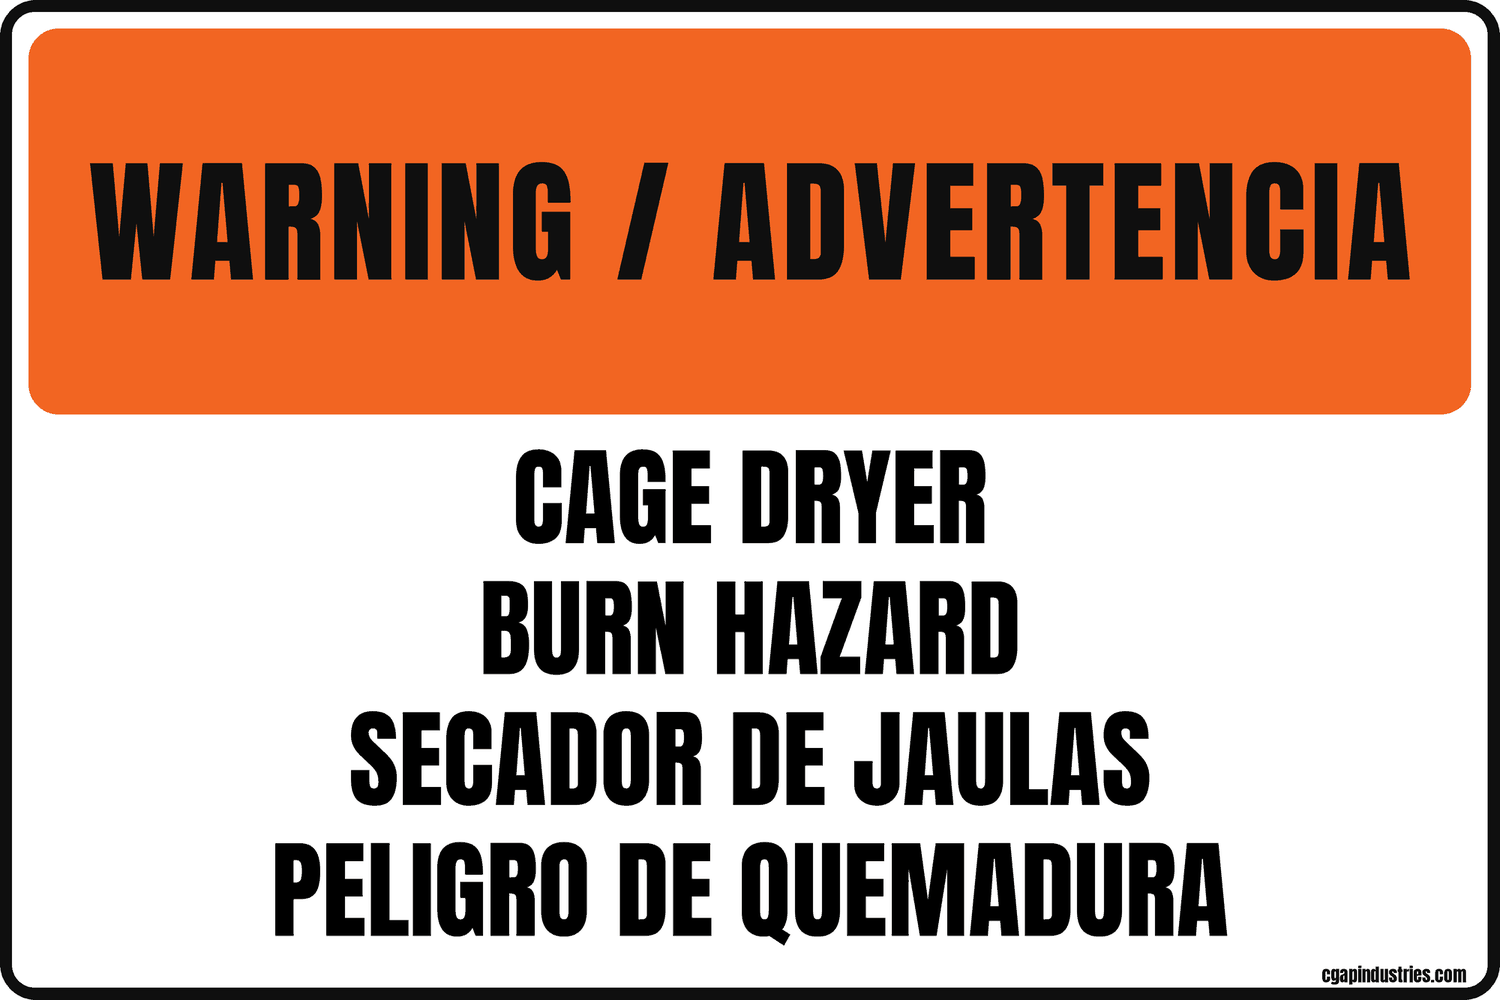 WARNING / ADVERTENCIA
CAGE DRYER
BURN HAZARD
SECADOR DE JAULAS
PELIGRO DE QUEMADURA
cgapindustries.com